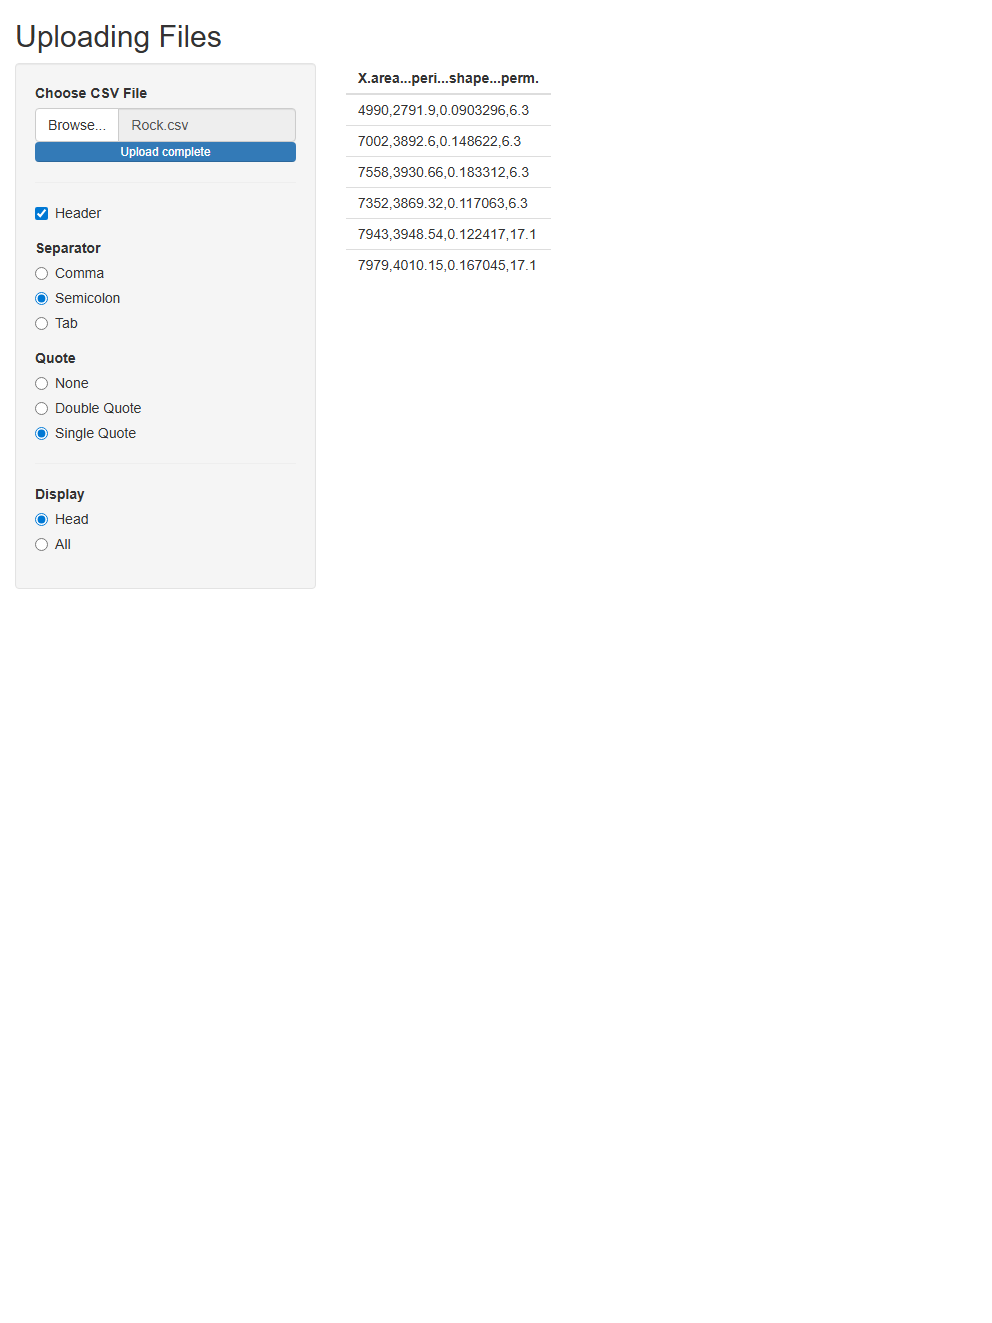 Uploading Files
Choose CSV File
Browse... Rock.csv
Upload complete
Header
Separator
Comma
Semicolon
Tab
Quote
None
Double Quote
Single Quote
Display
Head
All
X.area...peri...shape...perm.
4990,2791.9,0.0903296,6.3
7002,3892.6,0.148622,6.3
7558,3930.66,0.183312,6.3
7352,3869.32,0.117063,6.3
7943,3948.54,0.122417,17.1
7979,4010.15,0.167045,17.1